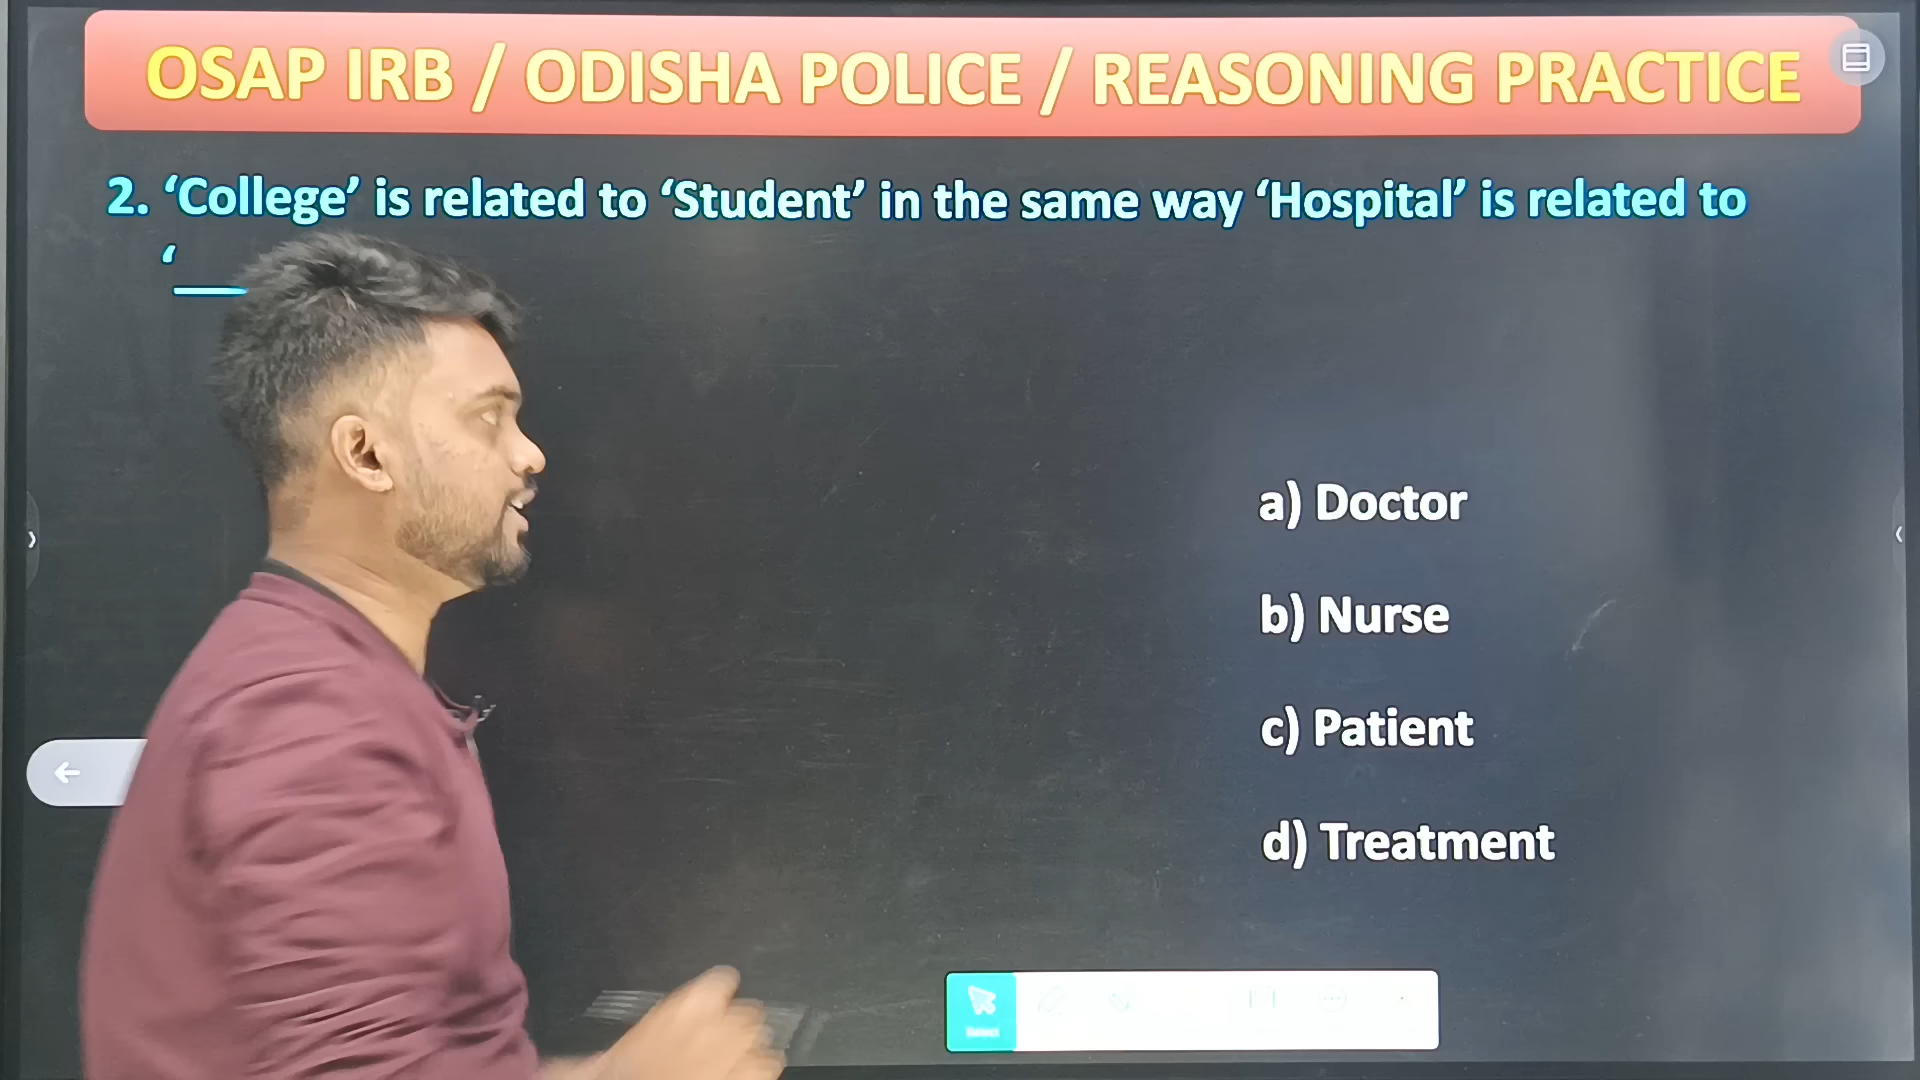 OSAP IRB / ODISHA POLICE / REASONING PRACTICE
2. ‘College’ is related to ‘Student’ in the same way ‘Hospital’ is related to
‘___
a) Doctor
b) Nurse
c) Patient
d) Treatment
Select